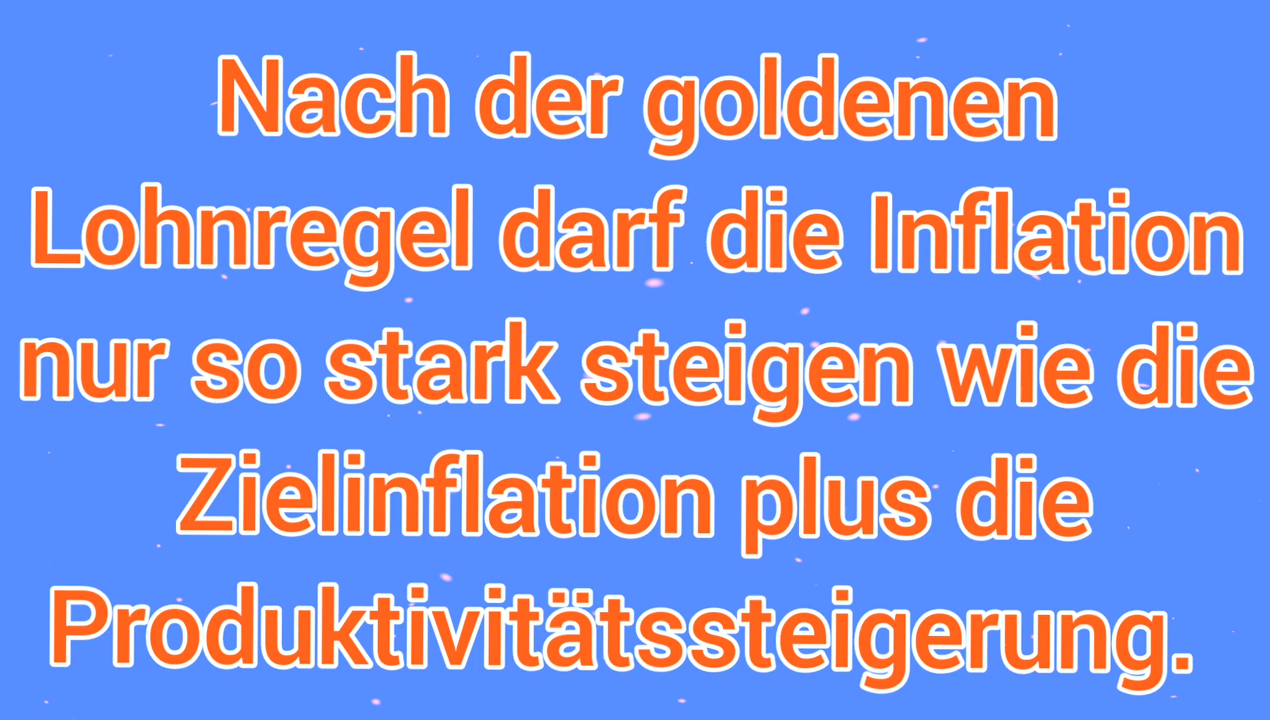 Nach der goldenen
Lohnregel darf die Inflation
nur so stark steigen wie die
Zielinflation plus die
Produktivitätssteigerung.